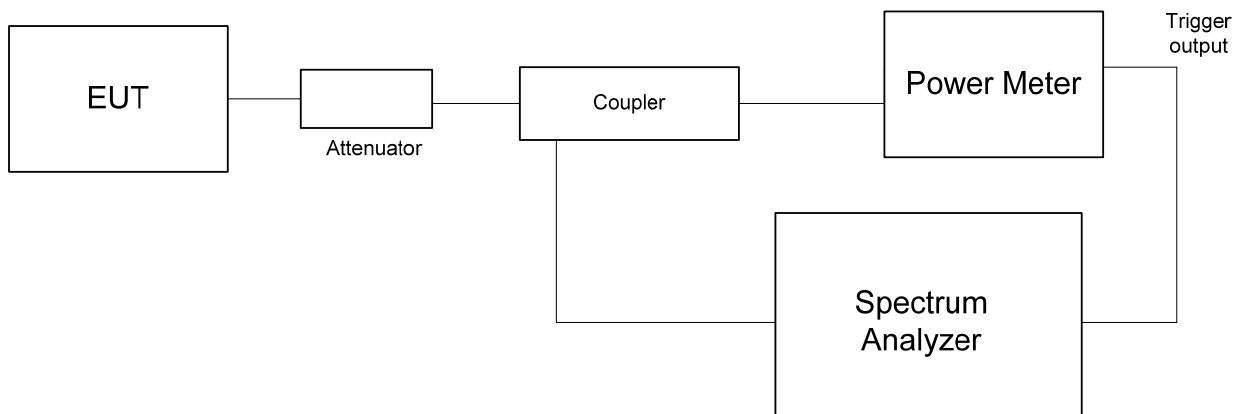 Trigger
output
EUT
Attenuator
Coupler
Power Meter
Spectrum
Analyzer